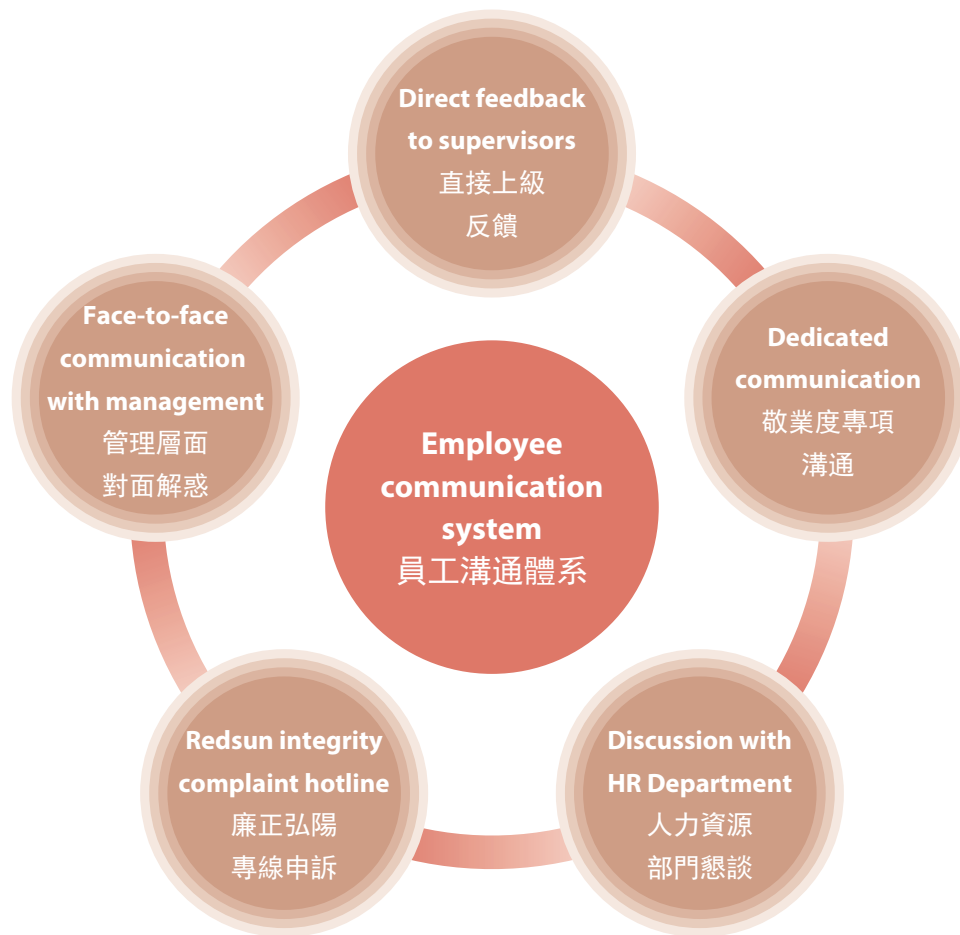 Direct feedback
to supervisors
直接上級
反饋
Face-to-face
communication
with management
管理層面
對面解惑
Dedicated
communication
敬業度專項
溝通
Employee
communication
system
員工溝通體系
Redsun integrity
complaint hotline
廉正弘陽
專線申訴
Discussion with
HR Department
人力資源
部門懇談